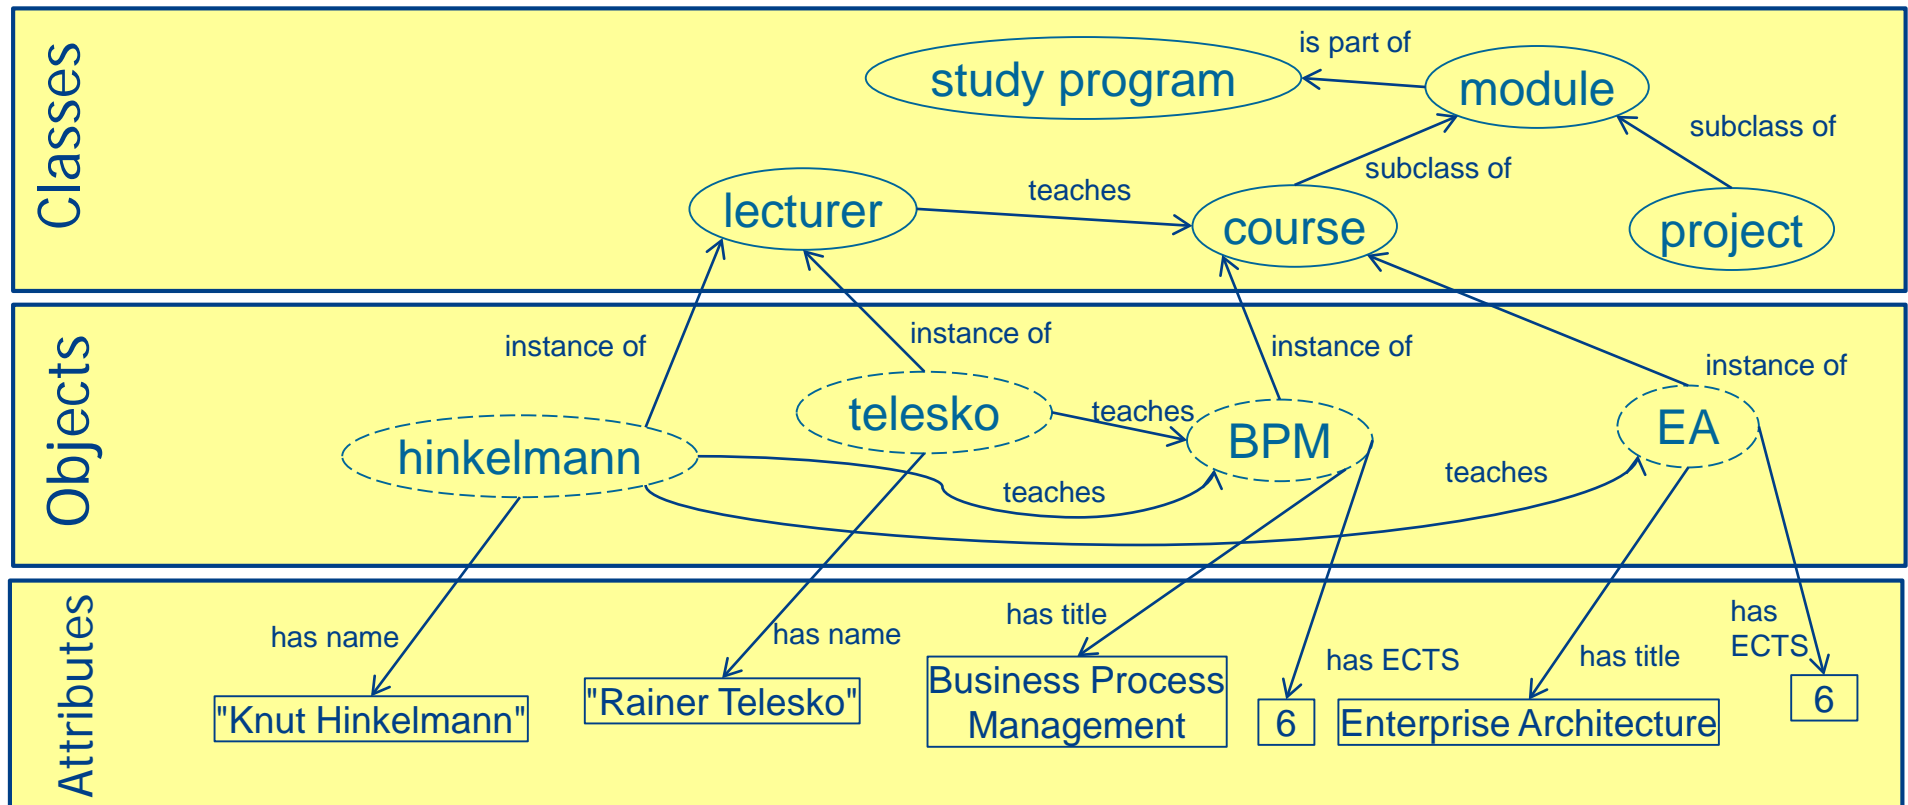 Classes
is part of
study program
module
subclass of
subclass of
teaches
lecturer
course
project
Objects
instance of
instance of
instance of
instance of
telesko
teaches
BPM
EA
hinkelmann
teaches
teaches
Attributes
has name
has name
has title
has ECTS
has title
has
ECTS
"Knut Hinkelmann"
"Rainer Telesko"
Business Process
Management
6
Enterprise Architecture
6